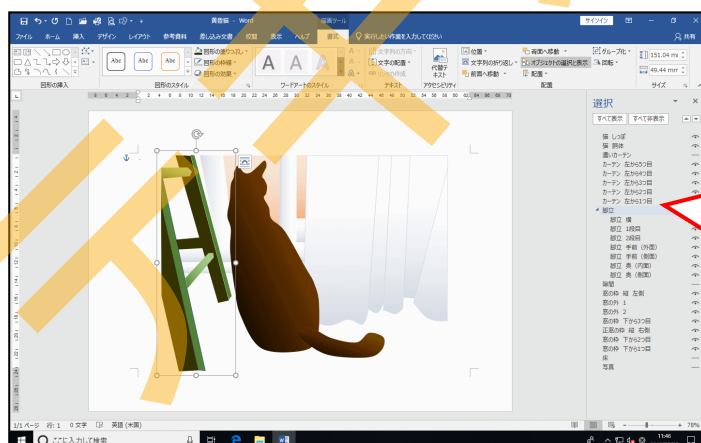 黄昏猫 - Word
描画ツール
サインイン
ファイル ホーム 挿入 デザイン レイアウト 参考資料 差し込み文書 校閲 表示 ヘルプ 書式 実行したい作業を入力してください
共有
図形の塗りつぶし
図形の枠線
図形の効果
Abc Abc Abc
A A A
文字列の方向
文字の配置
代替テキスト
位置
文字列の折り返し
前面へ移動
背面へ移動
オブジェクトの選択と表示
配置
グループ化
回転
151.04 mm
49.44 mm
図形の挿入 図形のスタイル ワードアートのスタイル テキスト アクセシビリティ 配置 サイズ
選択
すべて表示 すべて非表示
猫 しっぽ
猫 胴体
濃いカーテン
カーテン 左から5つ目
カーテン 左から4つ目
カーテン 左から3つ目
カーテン 左から2つ目
カーテン 左から1つ目
脚立
脚立 横
脚立 1段目
脚立 2段目
脚立 手前 (外面)
脚立 手前 (側面)
脚立 奥 (内面)
脚立 奥 (側面)
隙間
窓の枠 縦 左側
窓の外 1
窓の外 2
窓の枠 下から3つ目
正窓の枠 縦 右側
窓の枠 下から2つ目
窓の枠 下から1つ目
床
写真
1/1 ページ 行: 1 0 文字 英語 (米国)
78%
ここに入力して検索
11:46